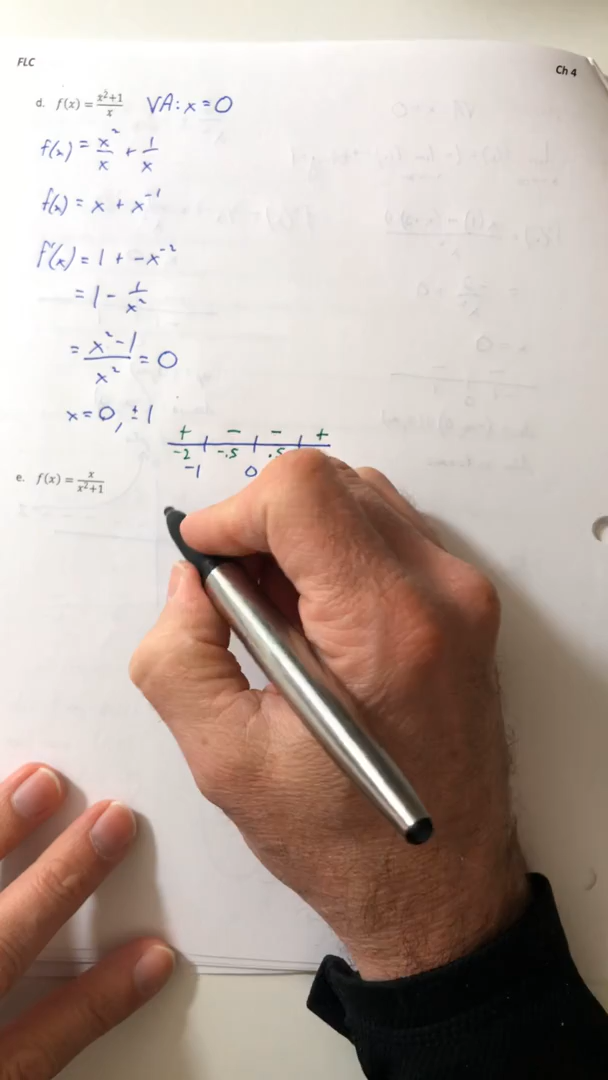 FLC
Ch 4
d. f(x) = x²+1/x VA: x = 0
f(x) = x²/x + 1/x
f(x) = x + x⁻¹
f'(x) = 1 + -x⁻²
= 1 - 1/x²
= x²-1/x² = 0
x = 0, ±1
+ - - +
-2 -.5 .5
-1 0
e. f(x) = x/x²+1